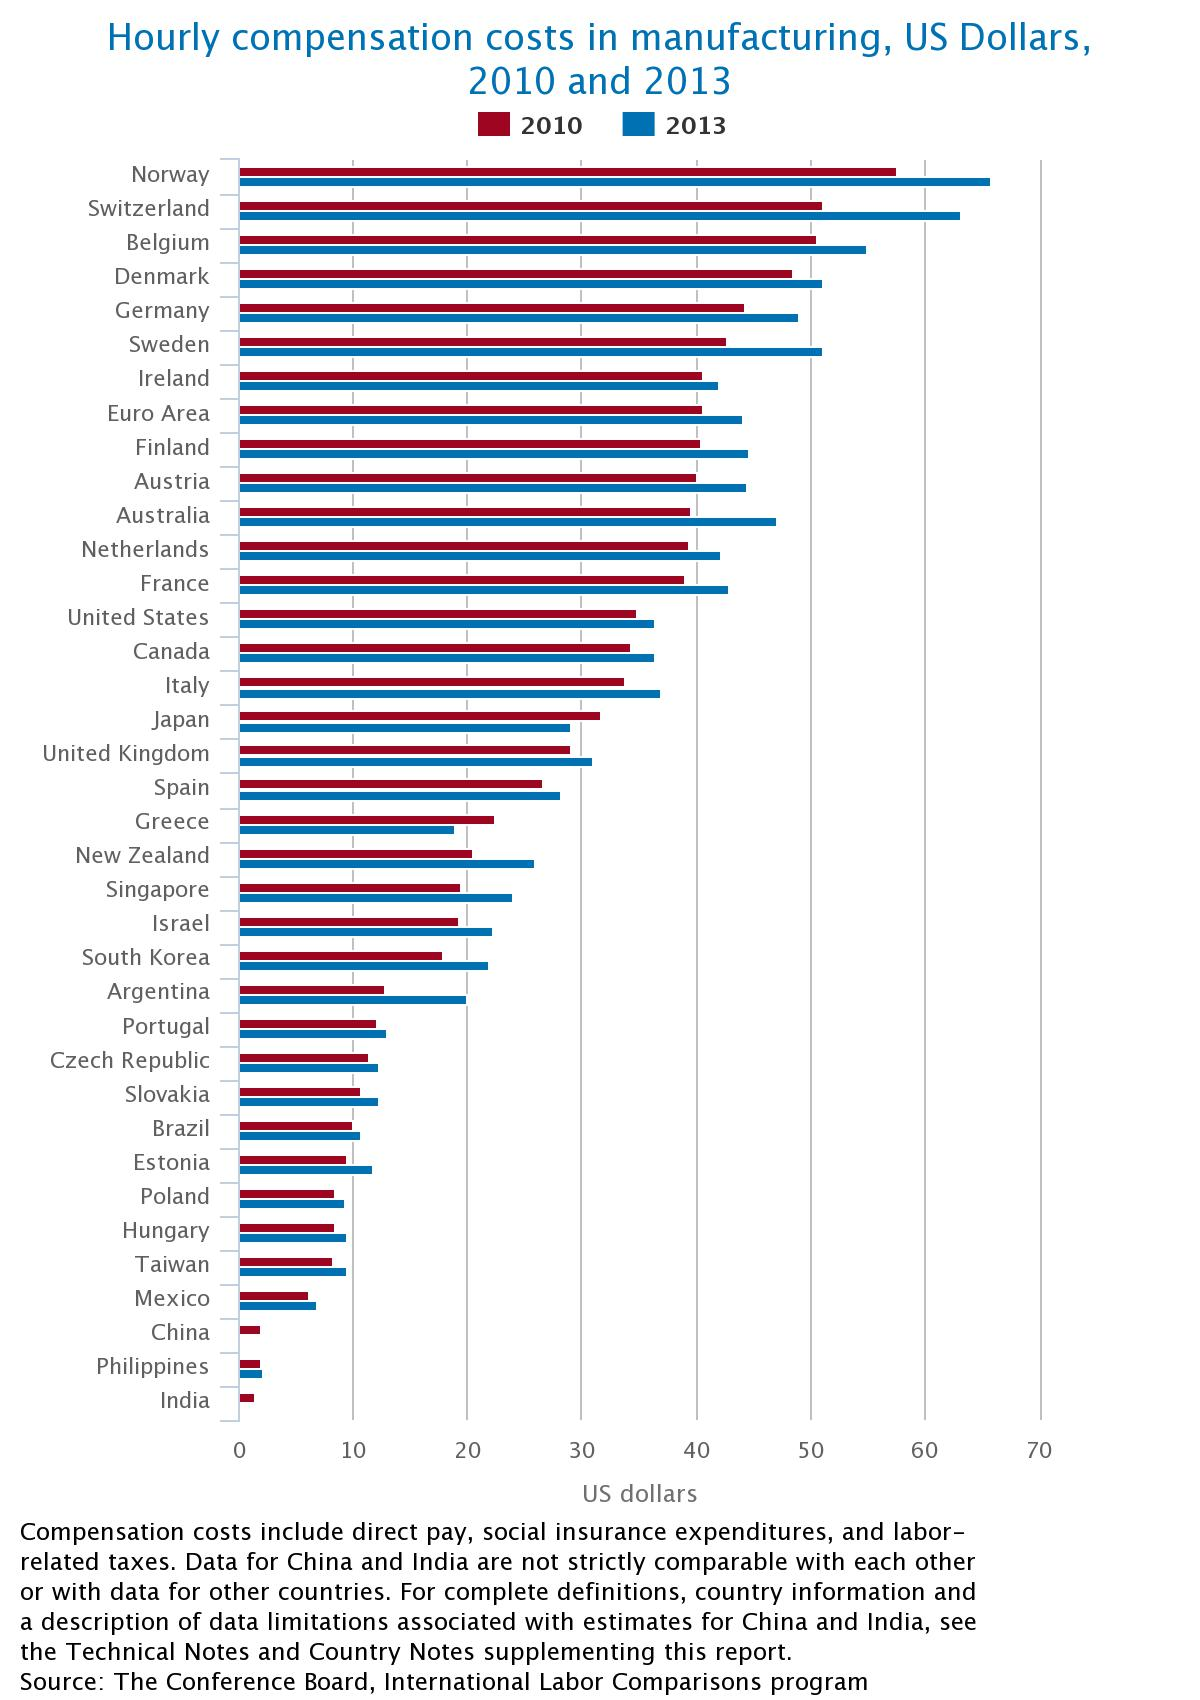 Hourly compensation costs in manufacturing, US Dollars,
2010 and 2013
2010 2013
Norway
Switzerland
Belgium
Denmark
Germany
Sweden
Ireland
Euro Area
Finland
Austria
Australia
Netherlands
France
United States
Canada
Italy
Japan
United Kingdom
Spain
Greece
New Zealand
Singapore
Israel
South Korea
Argentina
Portugal
Czech Republic
Slovakia
Brazil
Estonia
Poland
Hungary
Taiwan
Mexico
China
Philippines
India
0 10 20 30 40 50 60 70
US dollars
Compensation costs include direct pay, social insurance expenditures, and labor-
related taxes. Data for China and India are not strictly comparable with each other
or with data for other countries. For complete definitions, country information and
a description of data limitations associated with estimates for China and India, see
the Technical Notes and Country Notes supplementing this report.
Source: The Conference Board, International Labor Comparisons program